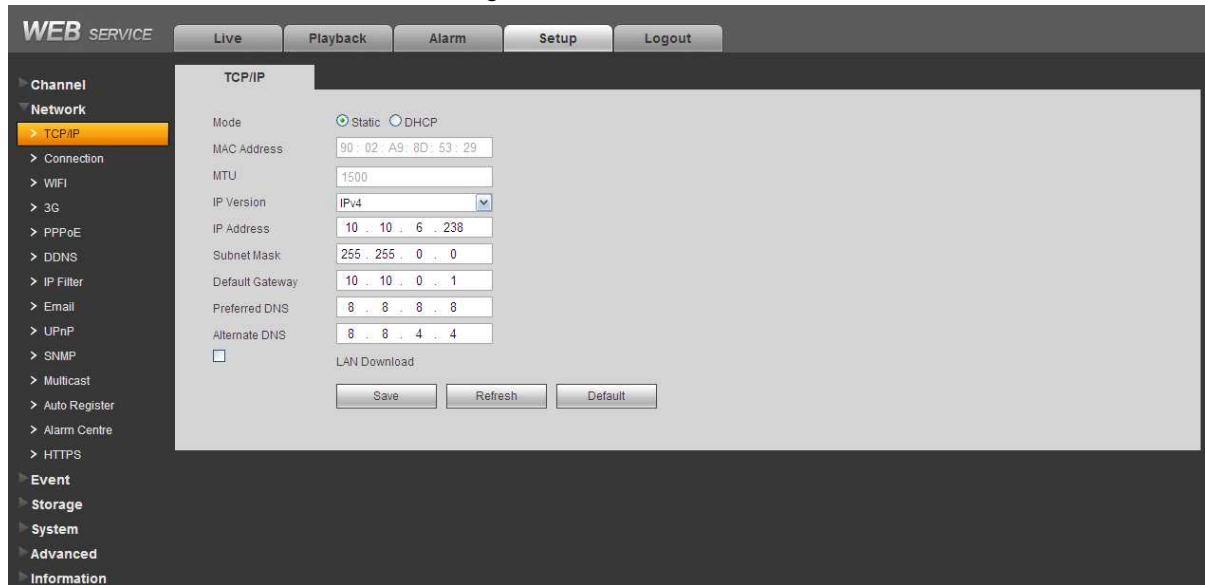 WEB SERVICE
Live Playback Alarm Setup Logout
Channel
Network
> TCP/IP
> Connection
> WIFI
> 3G
> PPPoE
> DDNS
> IP Filter
> Email
> UPnP
> SNMP
> Multicast
> Auto Register
> Alarm Centre
> HTTPS
Event
Storage
System
Advanced
Information
TCP/IP
Mode Static DHCP
MAC Address 90 : 02 : A9 : 8D : 53 : 29
MTU 1500
IP Version IPv4
IP Address 10 . 10 . 6 . 238
Subnet Mask 255 . 255 . 0 . 0
Default Gateway 10 . 10 . 0 . 1
Preferred DNS 8 . 8 . 8 . 8
Alternate DNS 8 . 8 . 4 . 4
LAN Download
Save Refresh Default